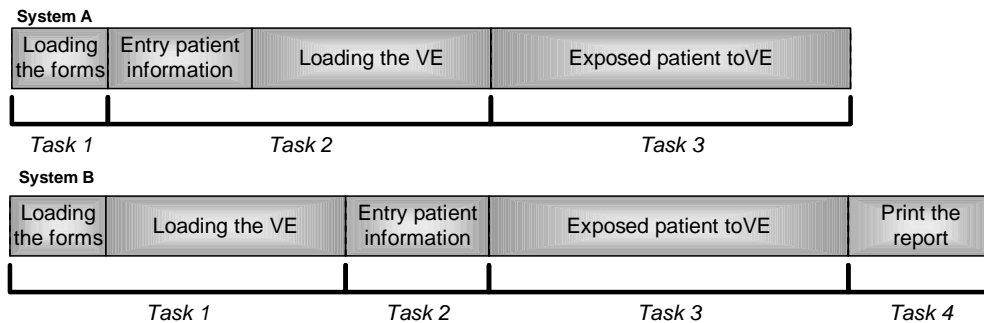 System A
Loading
the forms
Entry patient
information
Loading the VE
Exposed patient toVE
Task 1
Task 2
Task 3
System B
Loading
the forms
Loading the VE
Entry patient
information
Exposed patient toVE
Print the
report
Task 1
Task 2
Task 3
Task 4